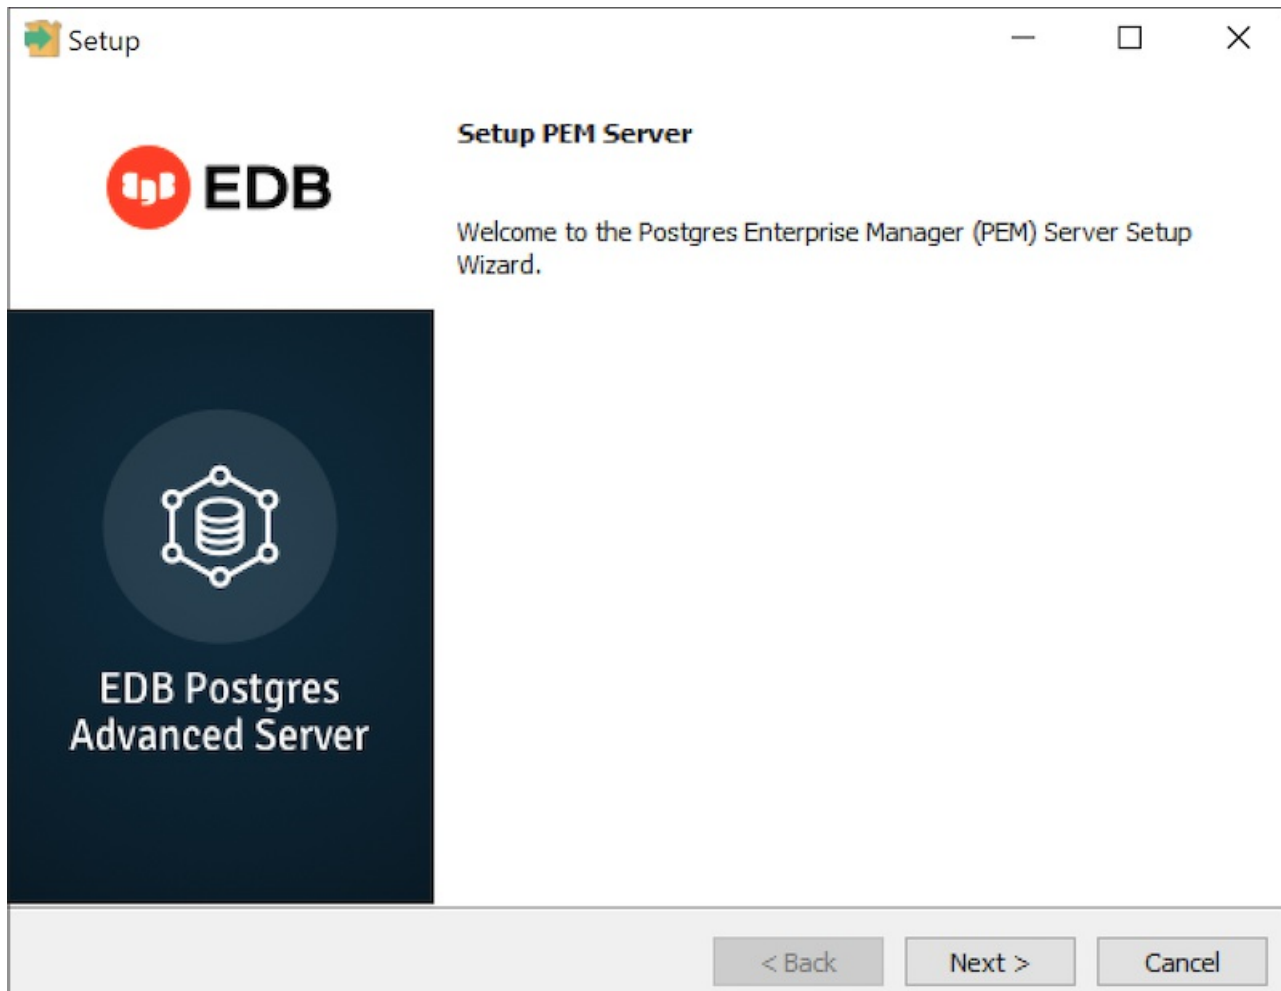 Setup
EDB
Setup PEM Server
Welcome to the Postgres Enterprise Manager (PEM) Server Setup
Wizard.
EDB Postgres
Advanced Server
< Back
Next >
Cancel